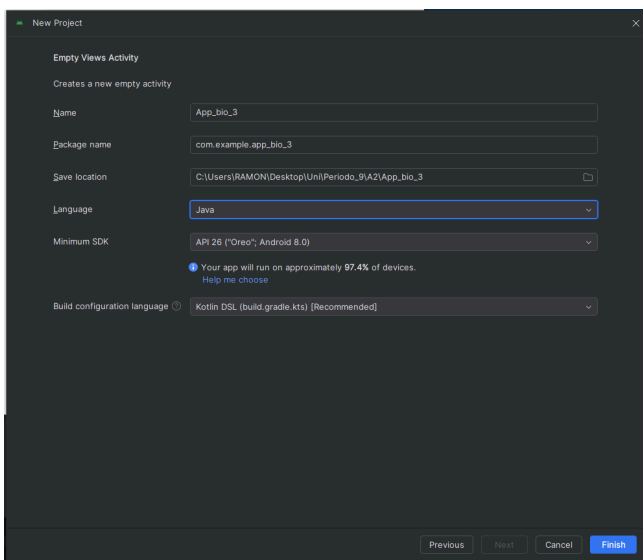 New Project
Empty Views Activity
Creates a new empty activity
Name App_bio_3
Package name com.example.app_bio_3
Save location C:\Users\RAMON\Desktop\Uni\Periodo_9\A2\App_bio_3
Language Java
Minimum SDK API 26 ("Oreo"; Android 8.0)
Your app will run on approximately 97.4% of devices.
Help me choose
Build configuration language Kotlin DSL (build.gradle.kts) [Recommended]
Previous Next Cancel Finish